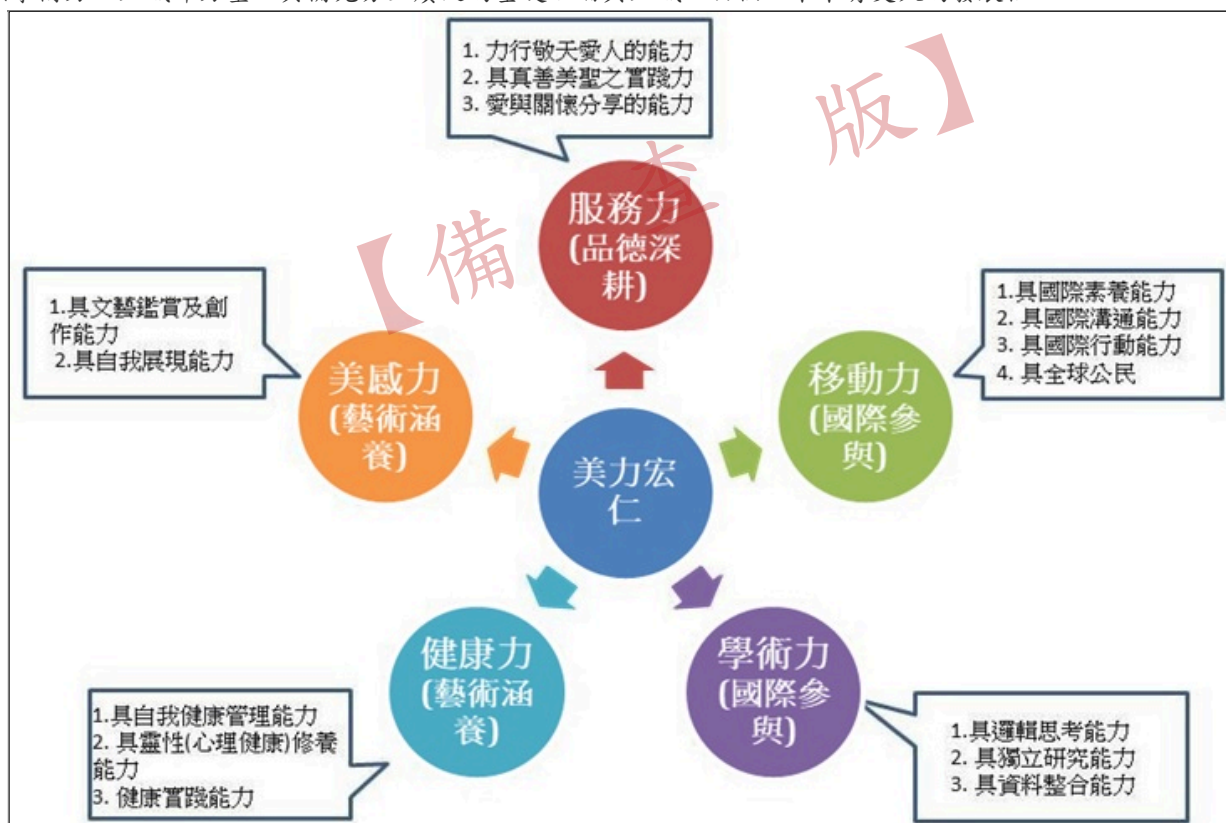 1. 力行敬天愛人的能力
2. 具真善美聖之實踐力
3. 愛與關懷分享的能力
【備 查 版】
服務力
(品德深
耕)
1.具文藝鑑賞及創
作能力
2.具自我展現能力
美感力
(藝術涵
養)
1.具國際素養能力
2. 具國際溝通能力
3. 具國際行動能力
4. 具全球公民
移動力
(國際參
與)
美力宏
仁
健康力
(藝術涵
養)
1.具自我健康管理能力
2. 具靈性(心理健康)修養
能力
3. 健康實踐能力
學術力
(國際參
與)
1.具邏輯思考能力
2. 具獨立研究能力
3. 具資料整合能力